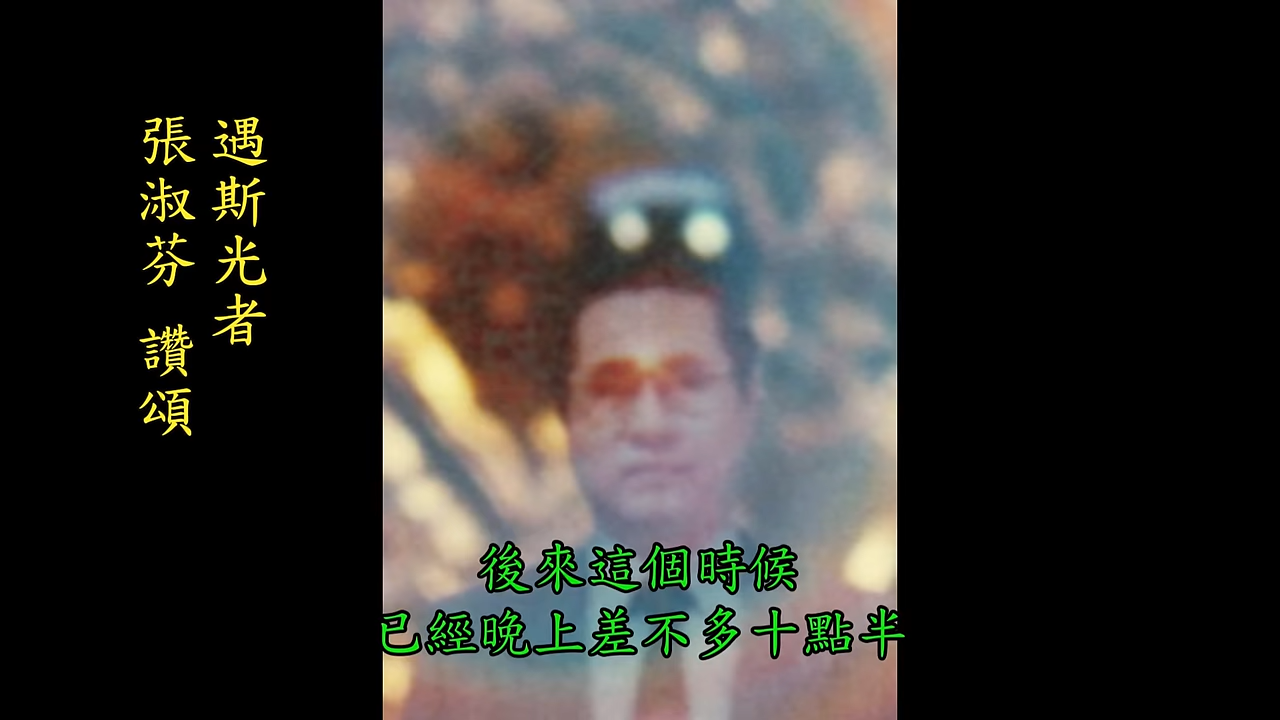 遇斯光者
張淑芬 讚頌
後來這個時候
已經晚上差不多十點半